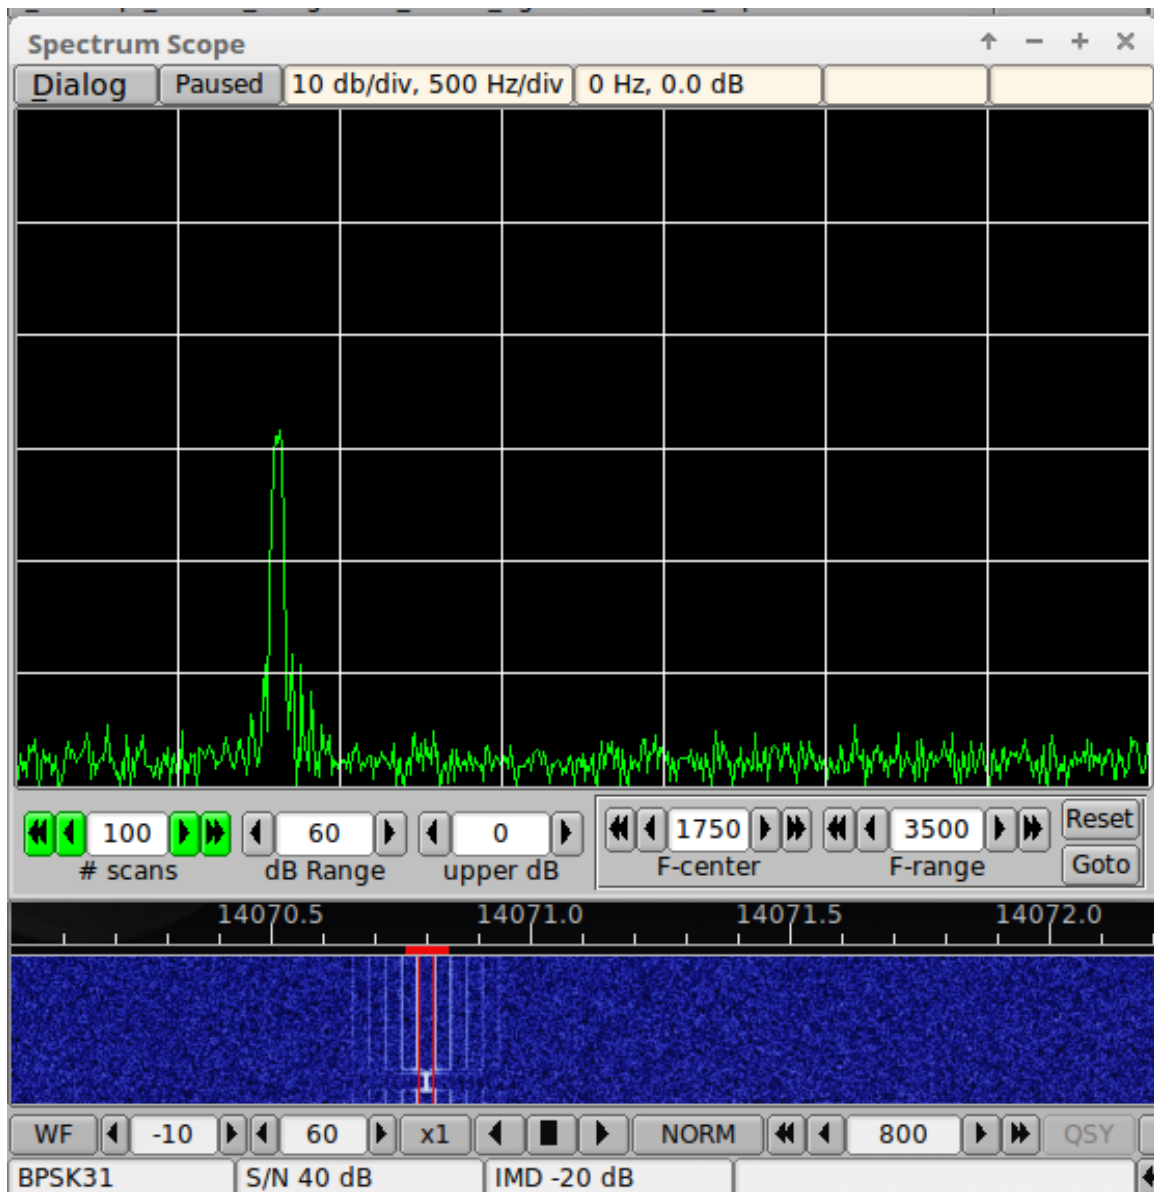 Spectrum Scope
Dialog Paused 10 db/div, 500 Hz/div 0 Hz, 0.0 dB
100 60 0 1750 3500 Reset
# scans dB Range upper dB F-center F-range Goto
14070.5 14071.0 14071.5 14072.0
WF -10 60 x1 NORM 800 QSY
BPSK31 S/N 40 dB IMD -20 dB